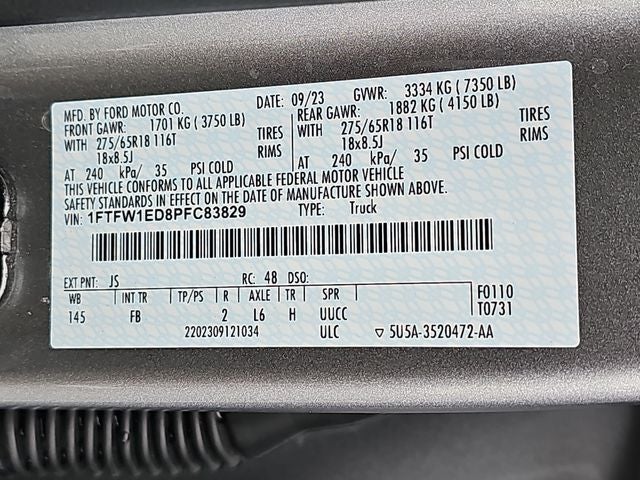 MFD. BY FORD MOTOR CO. DATE: 09/23 GVWR: 3334 KG ( 7350 LB)
FRONT GAWR: 1701 KG ( 3750 LB) REAR GAWR: 1882 KG ( 4150 LB)
WITH 275/65R18 116T TIRES WITH 275/65R18 116T TIRES
18x8.5J RIMS 18x8.5J RIMS
AT 240 kPa/ 35 PSI COLD AT 240 kPa/ 35 PSI COLD
THIS VEHICLE CONFORMS TO ALL APPLICABLE FEDERAL MOTOR VEHICLE
SAFETY STANDARDS IN EFFECT ON THE DATE OF MANUFACTURE SHOWN ABOVE.
VIN: 1FTFW1ED8PFC83829 TYPE: Truck
EXT PNT: JS RC: 48 DSO:
WB INT TR TP/PS R AXLE TR SPR F0110
145 FB 2 L6 H UUCC T0731
2202309121034 ULC ▽ 5U5A-3520472-AA